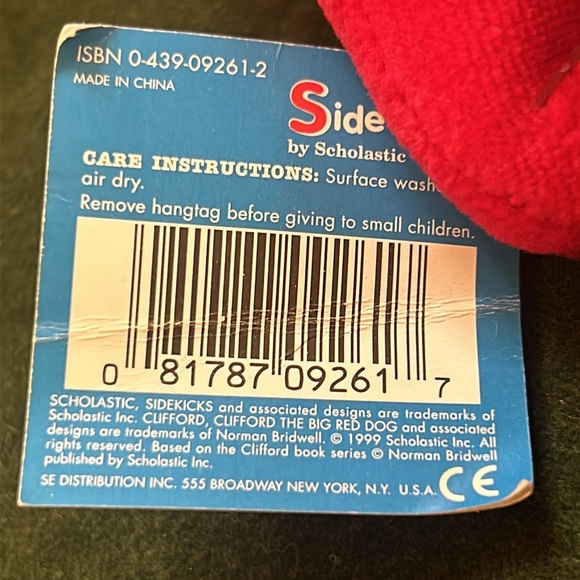 ISBN 0-439-09261-2
MADE IN CHINA
Side
by Scholastic
CARE INSTRUCTIONS: Surface wash
air dry.
Remove hangtag before giving to small children.
0 81787 09261 7
SCHOLASTIC, SIDEKICKS and associated designs are trademarks of
Scholastic Inc. CLIFFORD, CLIFFORD THE BIG RED DOG and associated
designs are trademarks of Norman Bridwell. © 1999 Scholastic Inc. All
rights reserved. Based on the Clifford book series © Norman Bridwell
published by Scholastic Inc.
SE DISTRIBUTION INC. 555 BROADWAY NEW YORK, N.Y. U.S.A. CE